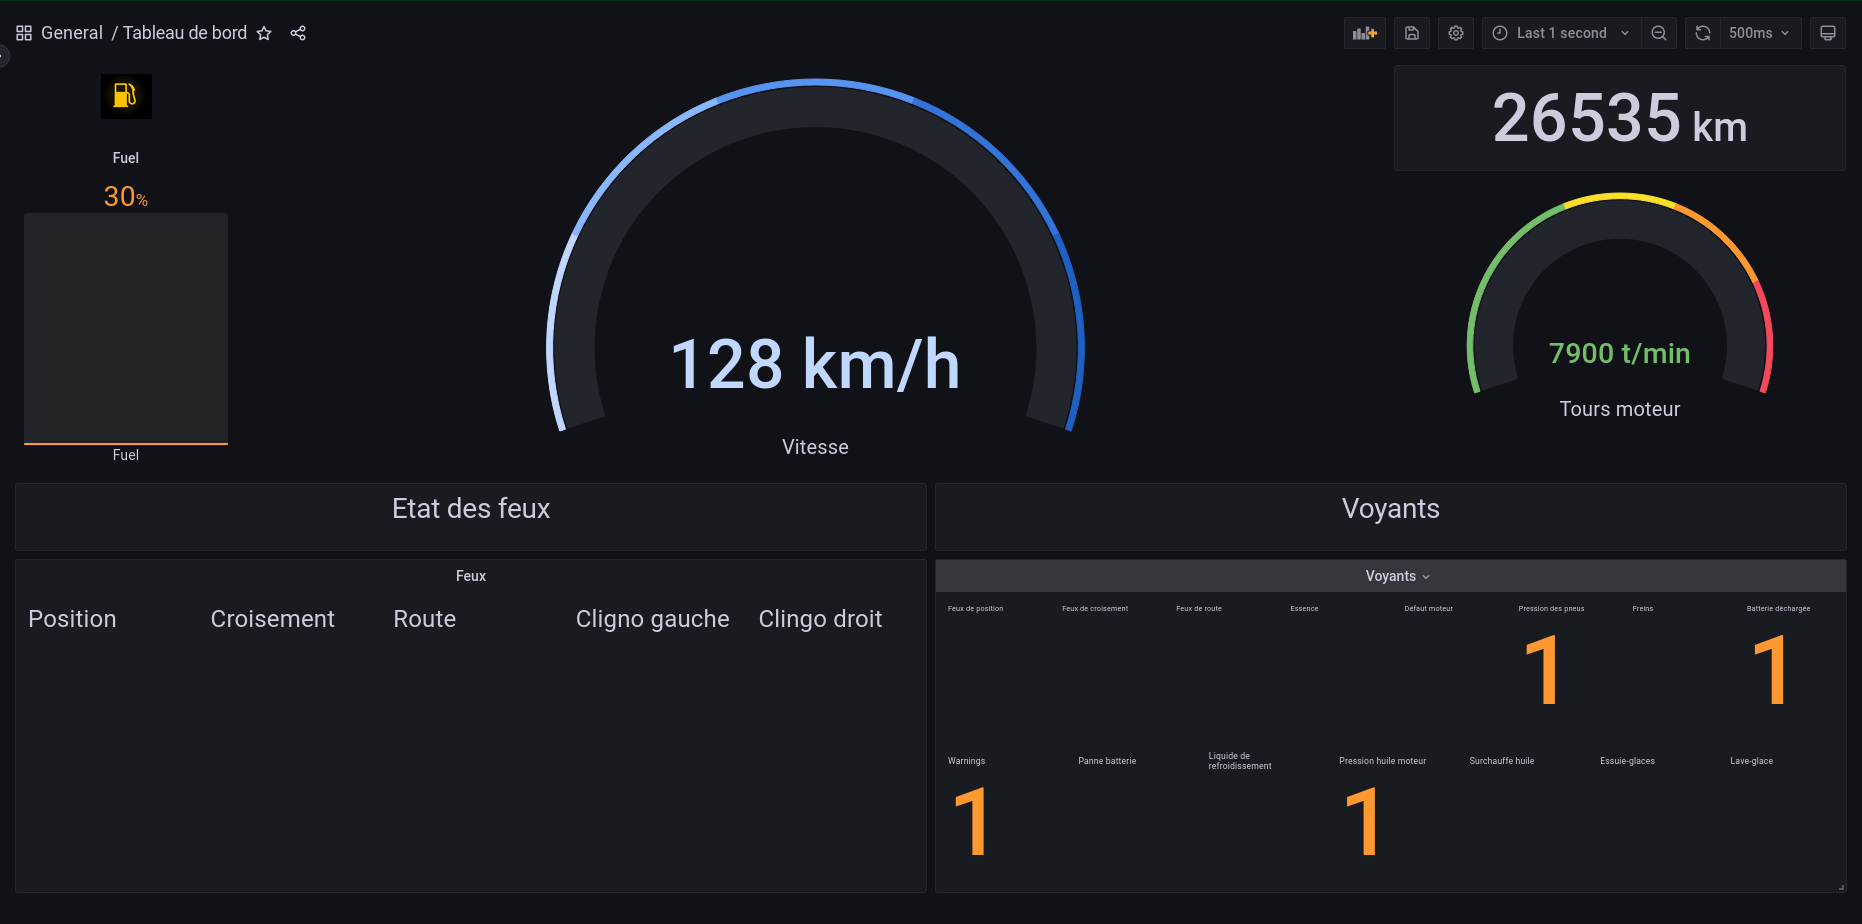 General / Tableau de bord
Last 1 second
500ms
Fuel
30%
Fuel
128 km/h
Vitesse
26535 km
7900 t/min
Tours moteur
Etat des feux
Voyants
Feux
Position Croisement Route Cligno gauche Clingo droit
Voyants
Feux de position Feux de croisement Feux de route Essence Défaut moteur Pression des pneus Freins Batterie déchargée
1 1
Warnings Panne batterie Liquide de
refroidissement Pression huile moteur Surchauffe huile Essuie-glaces Lave-glace
1 1